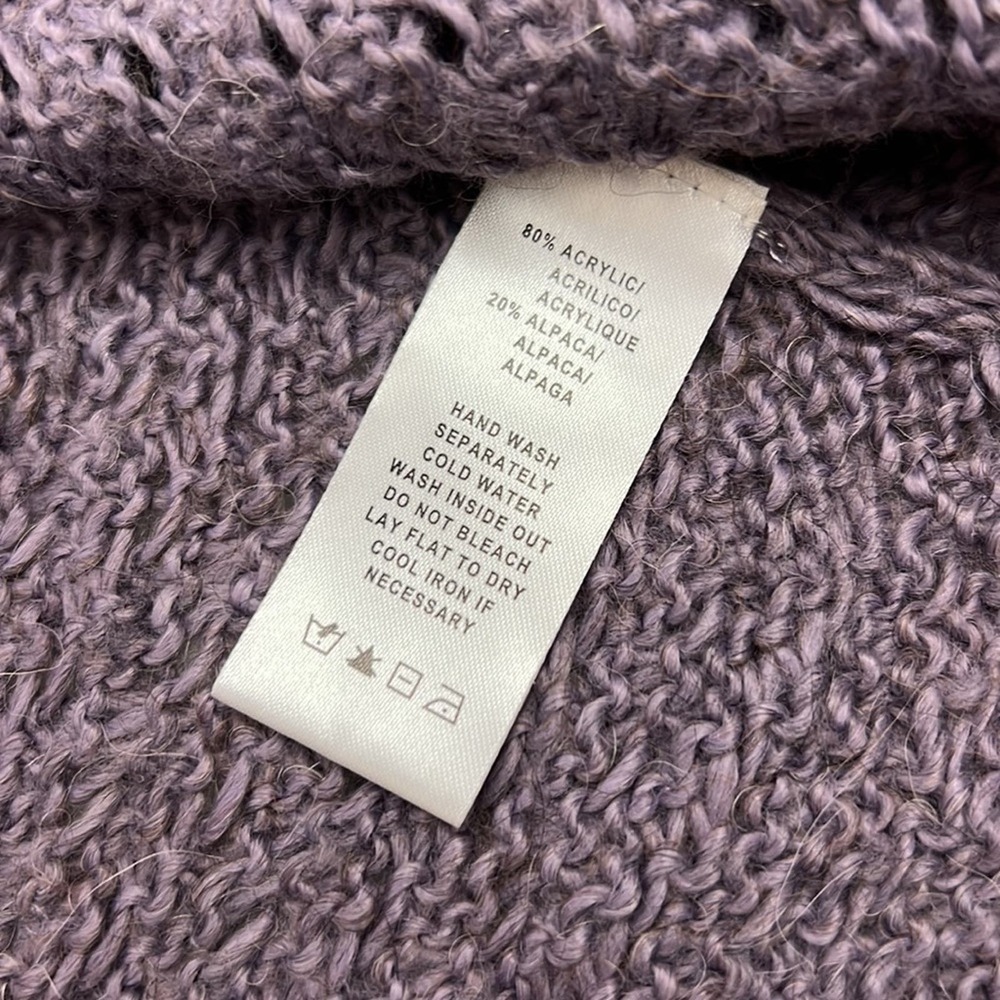 80% ACRYLIC/
ACRILICO/
ACRYLIQUE
20% ALPACA/
ALPACA/
ALPAGA
HAND WASH
SEPARATELY
COLD WATER
WASH INSIDE OUT
DO NOT BLEACH
LAY FLAT TO DRY
COOL IRON IF
NECESSARY